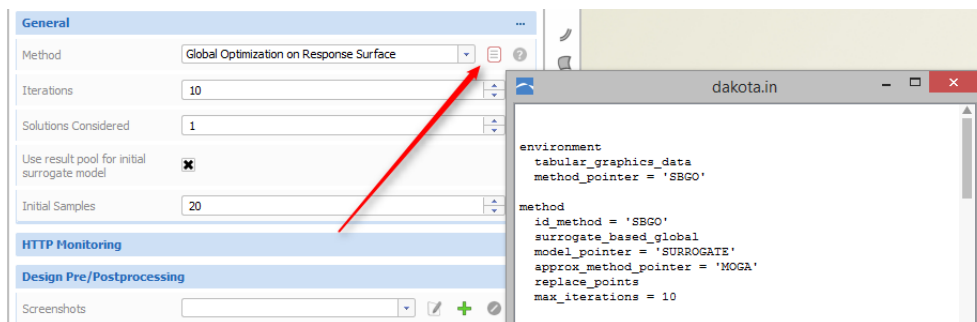 General
...
Method
Global Optimization on Response Surface
Iterations
10
Solutions Considered
1
Use result pool for initial
surrogate model
Initial Samples
20
HTTP Monitoring
Design Pre/Postprocessing
Screenshots
dakota.in
environment
tabular_graphics_data
method_pointer = 'SBGO'
method
id_method = 'SBGO'
surrogate_based_global
model_pointer = 'SURROGATE'
approx_method_pointer = 'MOGA'
replace_points
max_iterations = 10